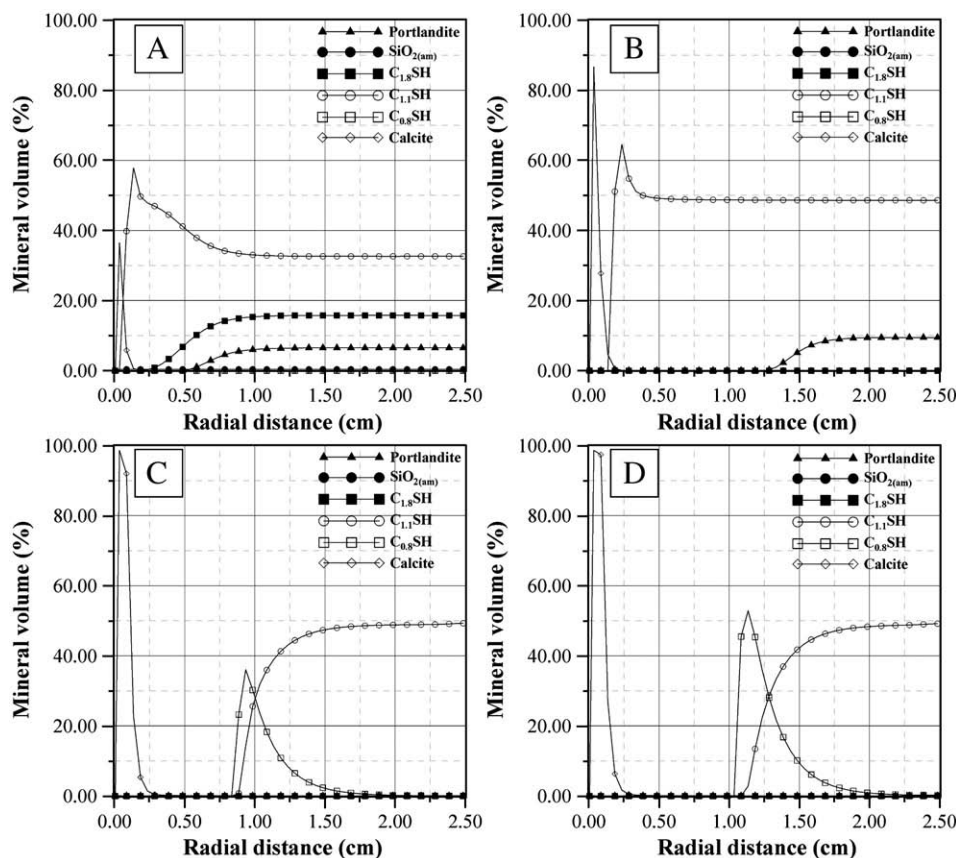 A
Portlandite
SiO2(am)
C1.8SH
C1.1SH
C0.8SH
Calcite
Mineral volume (%)
100.00
80.00
60.00
40.00
20.00
0.00
0.00 0.50 1.00 1.50 2.00 2.50
Radial distance (cm)
B
Portlandite
SiO2(am)
C1.8SH
C1.1SH
C0.8SH
Calcite
Mineral volume (%)
100.00
80.00
60.00
40.00
20.00
0.00
0.00 0.50 1.00 1.50 2.00 2.50
Radial distance (cm)
C
Portlandite
SiO2(am)
C1.8SH
C1.1SH
C0.8SH
Calcite
Mineral volume (%)
100.00
80.00
60.00
40.00
20.00
0.00
0.00 0.50 1.00 1.50 2.00 2.50
Radial distance (cm)
D
Portlandite
SiO2(am)
C1.8SH
C1.1SH
C0.8SH
Calcite
Mineral volume (%)
100.00
80.00
60.00
40.00
20.00
0.00
0.00 0.50 1.00 1.50 2.00 2.50
Radial distance (cm)